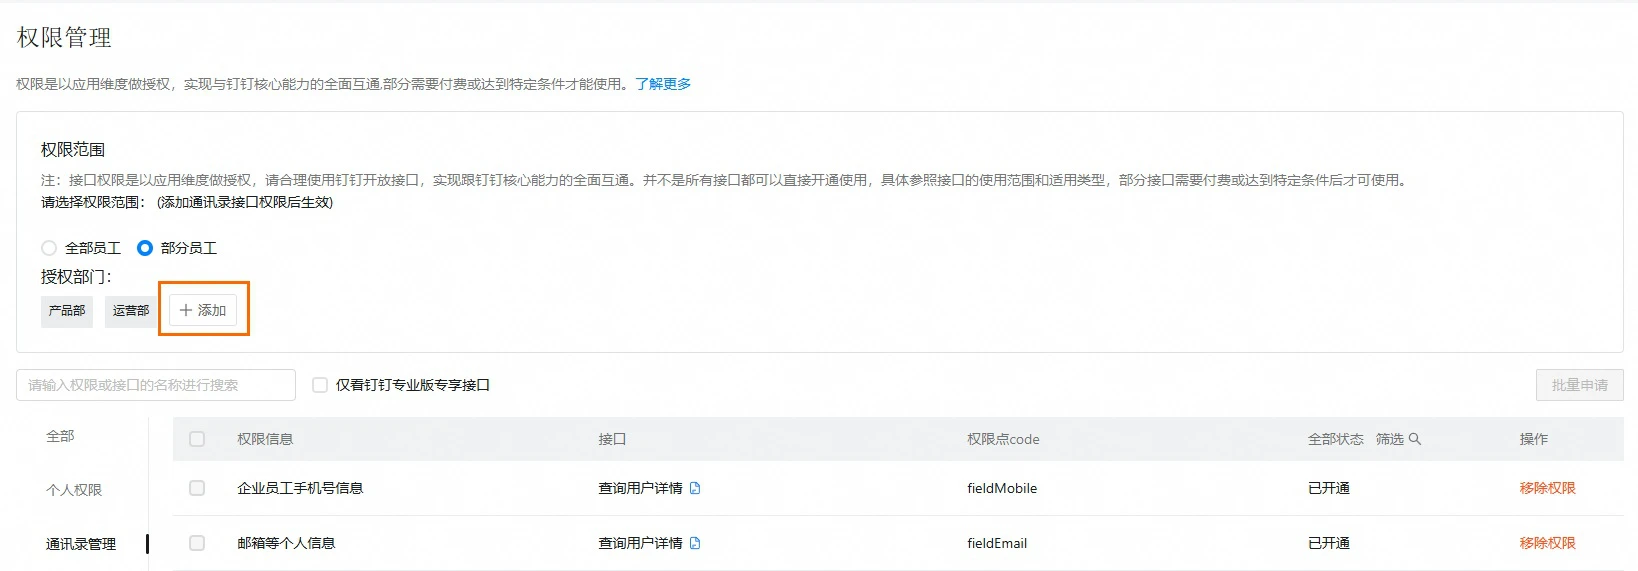 权限管理
权限是以应用维度做授权，实现与钉钉核心能力的全面互通,部分需要付费或达到特定条件才能使用。了解更多
权限范围
注：接口权限是以应用维度做授权，请合理使用钉钉开放接口，实现跟钉钉核心能力的全面互通。并不是所有接口都可以直接开通使用，具体参照接口的使用范围和适用类型，部分接口需要付费或达到特定条件后才可使用。
请选择权限范围： (添加通讯录接口权限后生效)
全部员工 部分员工
授权部门：
产品部 运营部 + 添加
请输入权限或接口的名称进行搜索 仅看钉钉专业版专享接口 批量申请
全部 权限信息 接口 权限点code 全部状态 筛选 操作
个人权限 企业员工手机号信息 查询用户详情 fieldMobile 已开通 移除权限
通讯录管理 邮箱等个人信息 查询用户详情 fieldEmail 已开通 移除权限